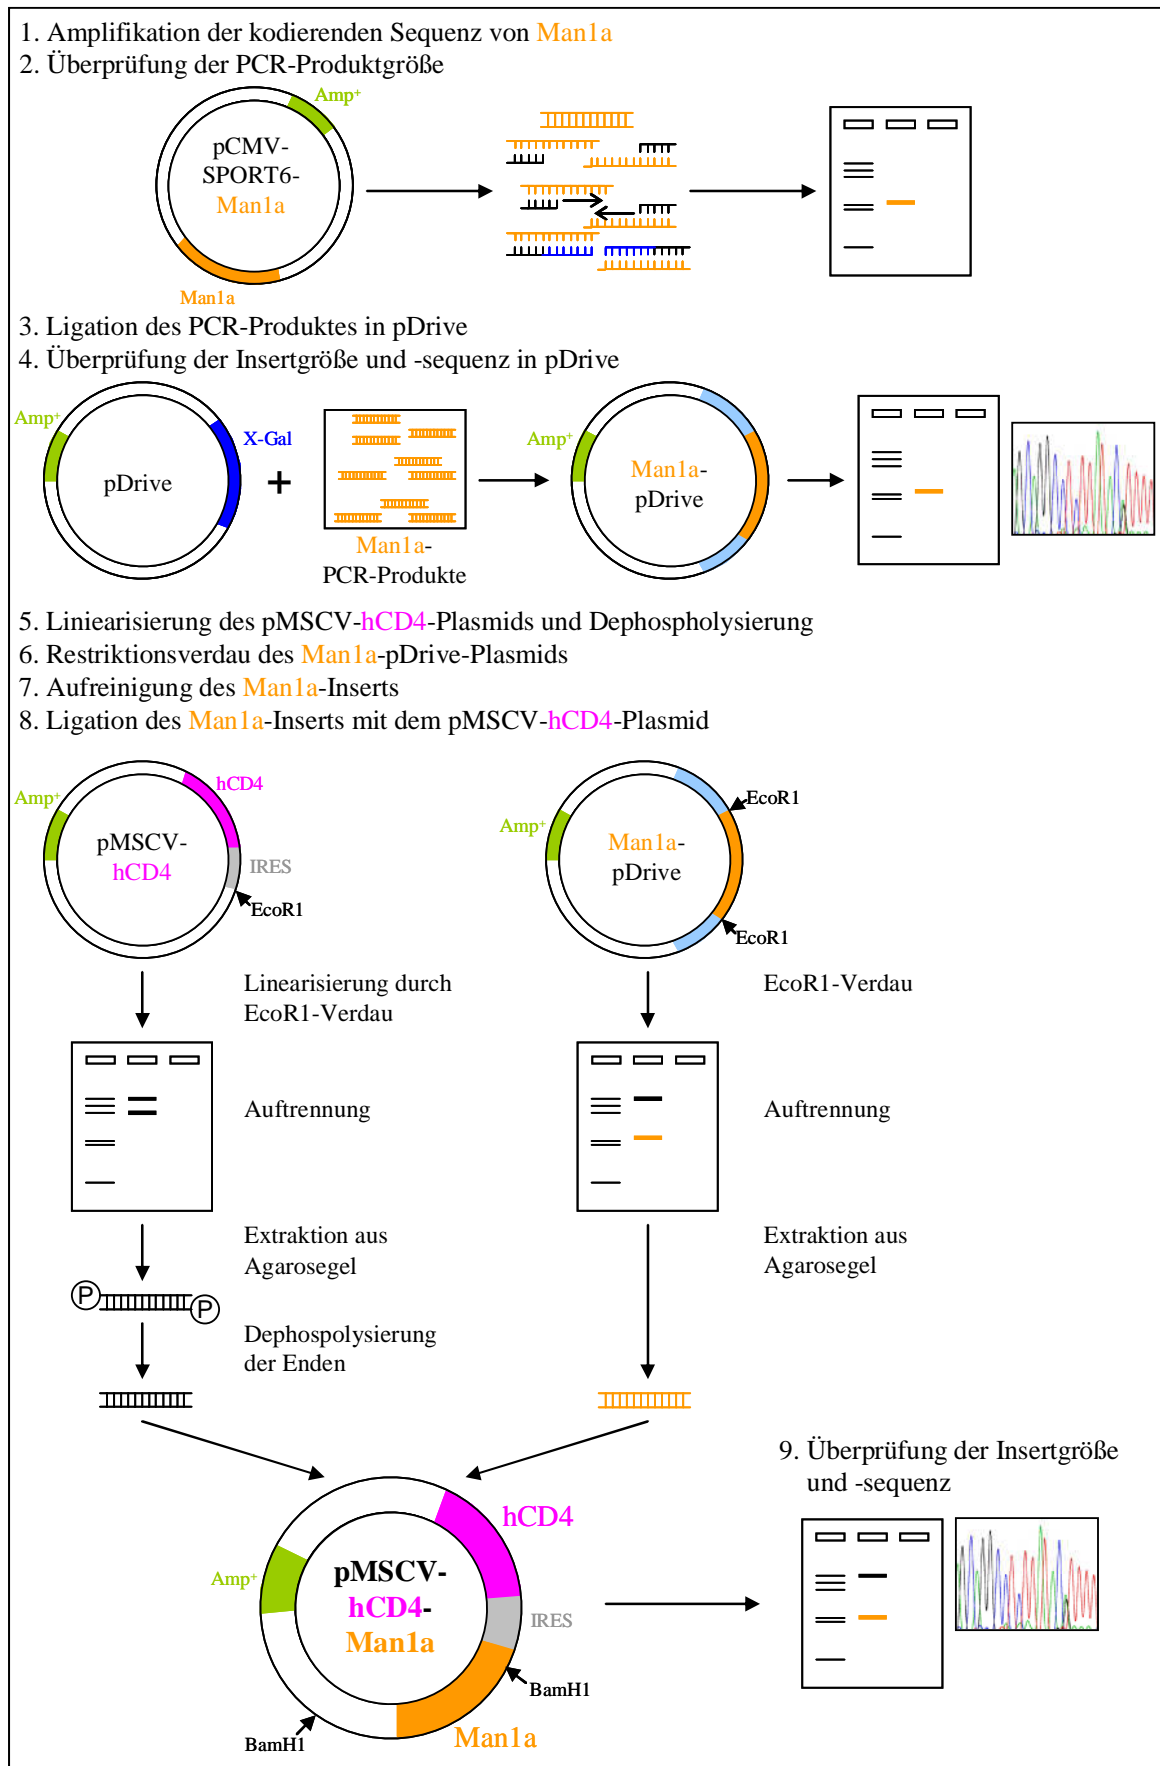 1. Amplifikation der kodierenden Sequenz von Man1a
2. Überprüfung der PCR-Produktgröße
Amp+
pCMV-
SPORT6-
Man1a
Man1a
3. Ligation des PCR-Produktes in pDrive
4. Überprüfung der Insertgröße und -sequenz in pDrive
Amp+
X-Gal
pDrive
+
Man1a-
PCR-Produkte
Amp+
Man1a-
pDrive
5. Liniearisierung des pMSCV-hCD4-Plasmids und Dephospholysierung
6. Restriktionsverdau des Man1a-pDrive-Plasmids
7. Aufreinigung des Man1a-Inserts
8. Ligation des Man1a-Inserts mit dem pMSCV-hCD4-Plasmid
hCD4
Amp+
pMSCV-
hCD4
IRES
EcoR1
EcoR1
Amp+
Man1a-
pDrive
EcoR1
Linearisierung durch
EcoR1-Verdau
EcoR1-Verdau
Auftrennung
Auftrennung
Extraktion aus
Agarosegel
Extraktion aus
Agarosegel
P
P
Dephospolysierung
der Enden
9. Überprüfung der Insertgröße
und -sequenz
hCD4
Amp+
pMSCV-
hCD4-
Man1a
IRES
BamH1
BamH1
Man1a